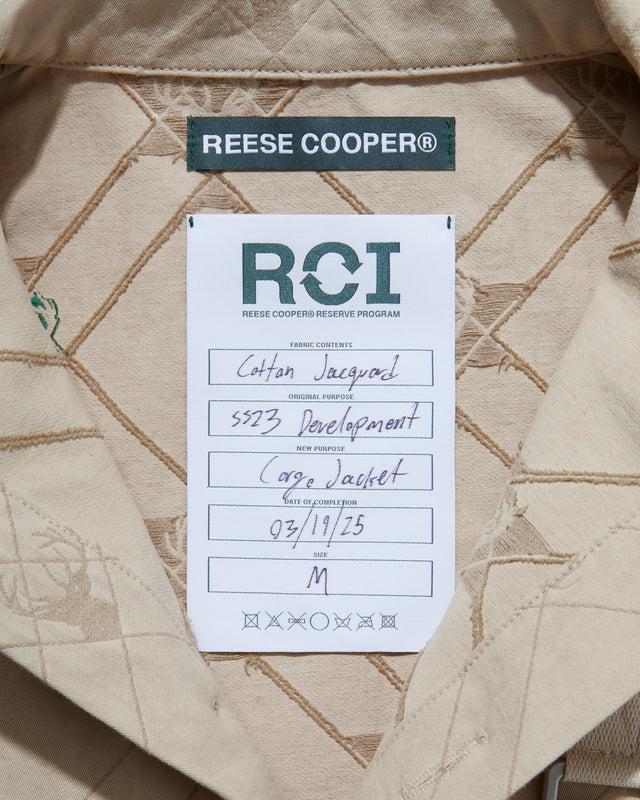 REESE COOPER®
RCI
REESE COOPER® RESERVE PROGRAM
FABRIC CONTENTS
Cotton Jacquard
ORIGINAL PURPOSE
SS23 Development
NEW PURPOSE
Cargo Jacket
DATE OF COMPLETION
03/19/25
SIZE
M